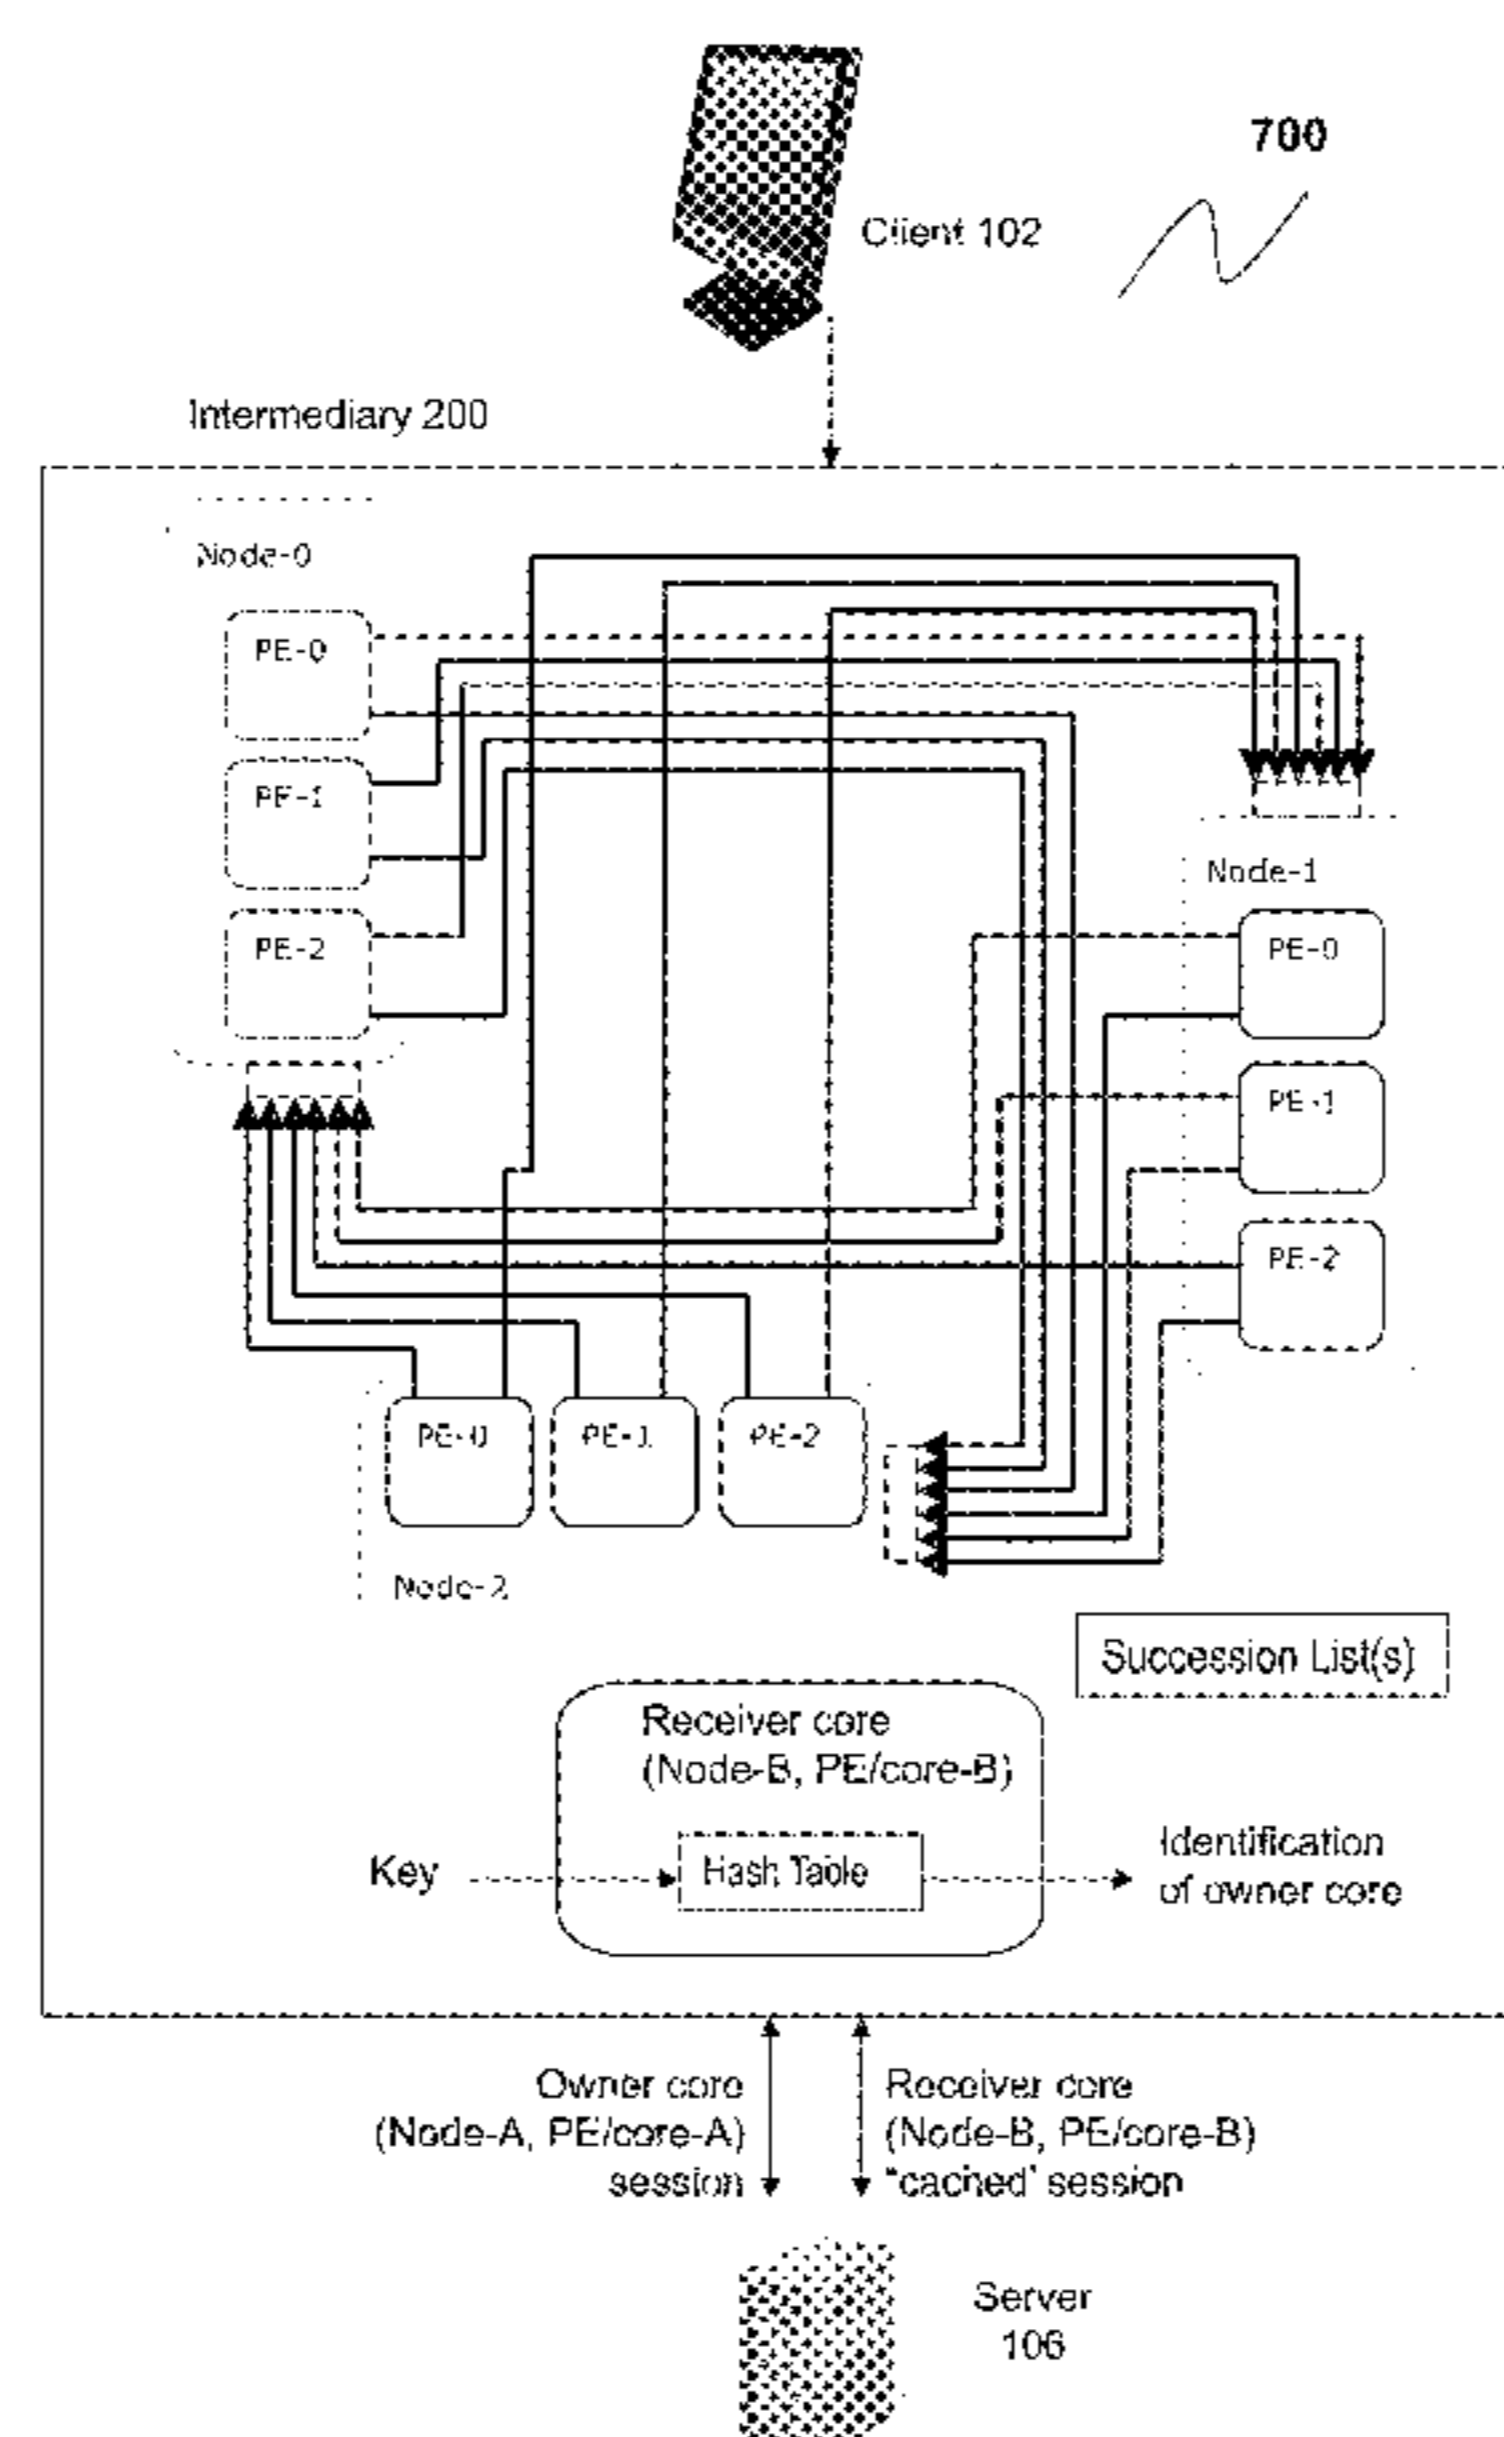 700
Client 102
Intermediary 200
Node-0
PE-0
PE-1
PE-2
Node-1
PE-0
PE-1
PE-2
PE-0
PE-1
PE-2
Node-2
Succession List(s)
Receiver core
(Node-B, PE/core-B)
Key
Hash Table
Identification
of owner core
Owner core
(Node-A, PE/core-A)
session
Receiver core
(Node-B, PE/core-B)
"cached' session
Server
106